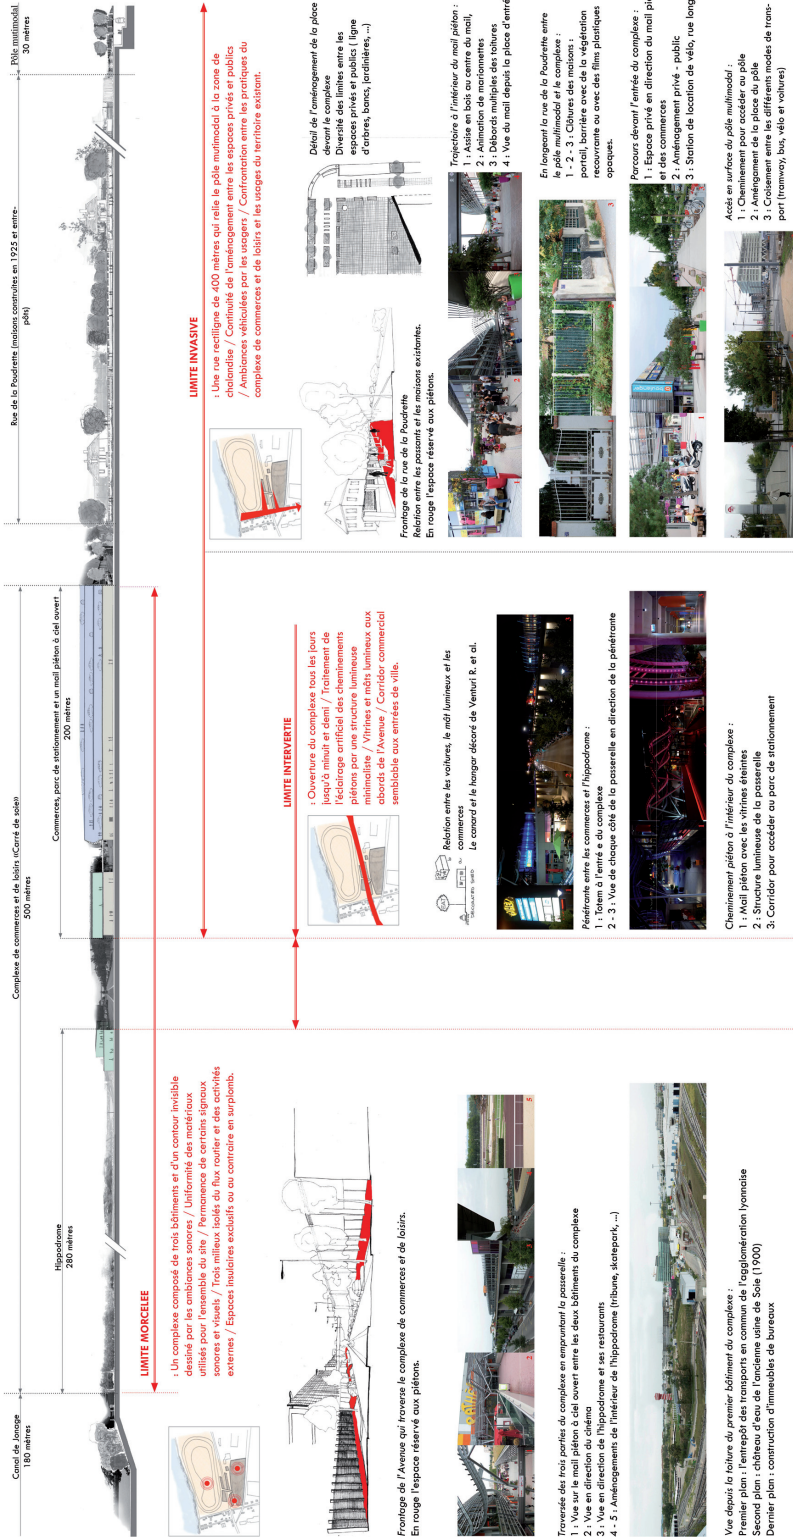 Canal de Jonage
180 mètres
Complexe de commerces et de loisirs «Carré de soie»
500 mètres
Hippodrome
280 mètres
Commerces, parc de stationnement et un mail piéton à ciel ouvert
200 mètres
Rue de la Poudrette (maisons construites en 1925 et entre-
pôts)
Pôle mutimodal
30 mètres
LIMITE MORCELEE
: Un complexe composé de trois bâtiments et d'un contour invisible
dessiné par les ambiances sonores / Uniformité des matériaux
utilisés pour l'ensemble du site / Permanence de certains signaux
sonores et visuels / Trois milieux isolés du flux routier et des activités
externes / Espaces insulaires exclusifs ou au contraire en surplomb.
Frontage de l'Avenue qui traverse le complexe de commerces et de loisirs.
En rouge l'espace réservé aux piétons.
Traversée des trois parties du complexe en empruntant la passerelle :
1 : Vue sur le mail piéton à ciel ouvert entre les deux bâtiments du complexe
2 : Vue en direction du cinéma
3 : Vue en direction de l'hippodrome et ses restaurants
4 - 5 : Aménagements de l'intérieur de l'hippodrome (tribune, skatepark, ...)
Vue depuis la toiture du premier bâtiment du complexe :
Premier plan : l'entrepôt des transports en commun de l'agglomération lyonnaise
Second plan : château d'eau de l'ancienne usine de Soie (1900)
Dernier plan : construction d'immeubles de bureaux
LIMITE INTERVERTIE
: Ouverture du complexe tous les jours
jusqu'à minuit et demi / Traitement de
l'éclairage artificiel des cheminements
piétons par une structure lumineuse
minimaliste / Vitrines et mâts lumineux aux
abords de l'Avenue / Corridor commercial
semblable aux entrées de ville.
DECORATED SHED
Relation entre les voitures, le mât lumineux et les
commerces
Le canard et le hangar décoré de Venturi R. et al.
Pénétrante entre les commerces et l'hippodrome :
1 : Totem à l'entré e du complexe
2 - 3 : Vue de chaque côté de la passerelle en direction de la pénétrante
Cheminement piéton à l'intérieur du complexe :
1 : Mail piéton avec les vitrines éteintes
2 : Structure lumineuse de la passerelle
3: Corridor pour accéder au parc de stationnement
LIMITE INVASIVE
: Une rue rectiligne de 400 mètres qui relie le pôle mutimodal à la zone de
chalandise / Continuité de l'aménagement entre les espaces privés et publics
/ Ambiances véhiculées par les usagers / Confrontation entre les pratiques du
complexe de commerces et de loisirs et les usages du territoire existant.
Frontage de la rue de la Poudrette
Relation entre les passants et les maisons existantes.
En rouge l'espace réservé aux piétons.
Détail de l'aménagement de la place
devant le complexe
Diversité des limites entre les
espaces privés et publics ( ligne
d'arbres, bancs, jardinières, ...)
Trajectoire à l'intérieur du mail piéton :
1 : Assise en bois au centre du mail,
2 : Animation de marionnettes
3 : Débords multiples des toitures
4 : Vue du mail depuis la place d'entré
En longeant la rue de la Poudrette entre
le pôle multimodal et le complexe :
1 - 2 - 3 : Clôtures des maisons :
portail, barrière avec de la végétation
recouvrante ou avec des films plastiques
opaques.
Parcours devant l'entrée du complexe :
1 : Espace privé en direction du mail pié
et des commerces
2 : Aménagement privé - public
3 : Station de location de vélo, rue long
Accès en surface du pôle multimodal :
1 : Cheminement pour accéder au pôle
2 : Améngament de la place du pôle
3 : Croisement entre les différents modes de trans-
port (tramway, bus, vélo et voitures)